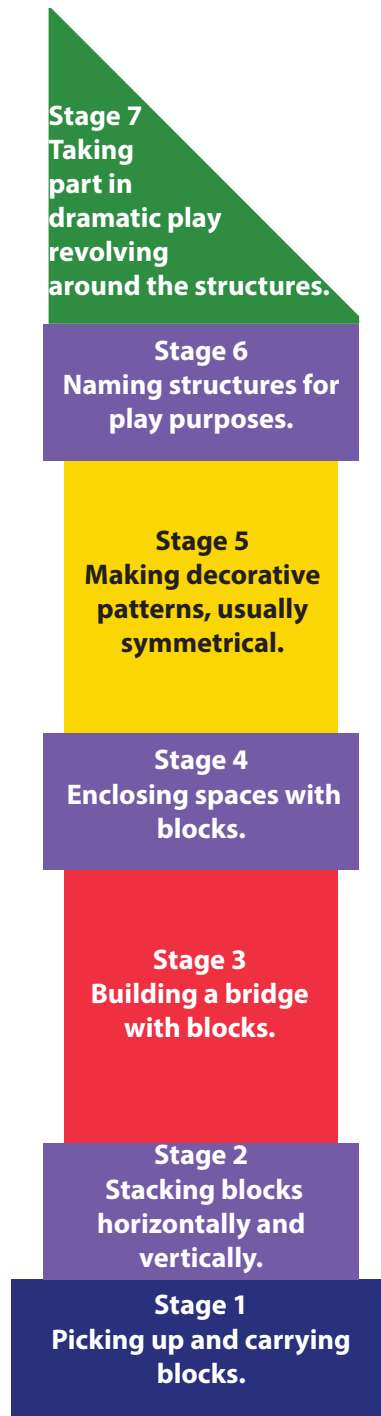 Stage 7
Taking
part in
dramatic play
revolving
around the structures.
Stage 6
Naming structures for
play purposes.
Stage 5
Making decorative
patterns, usually
symmetrical.
Stage 4
Enclosing spaces with
blocks.
Stage 3
Building a bridge
with blocks.
Stage 2
Stacking blocks
horizontally and
vertically.
Stage 1
Picking up and carrying
blocks.